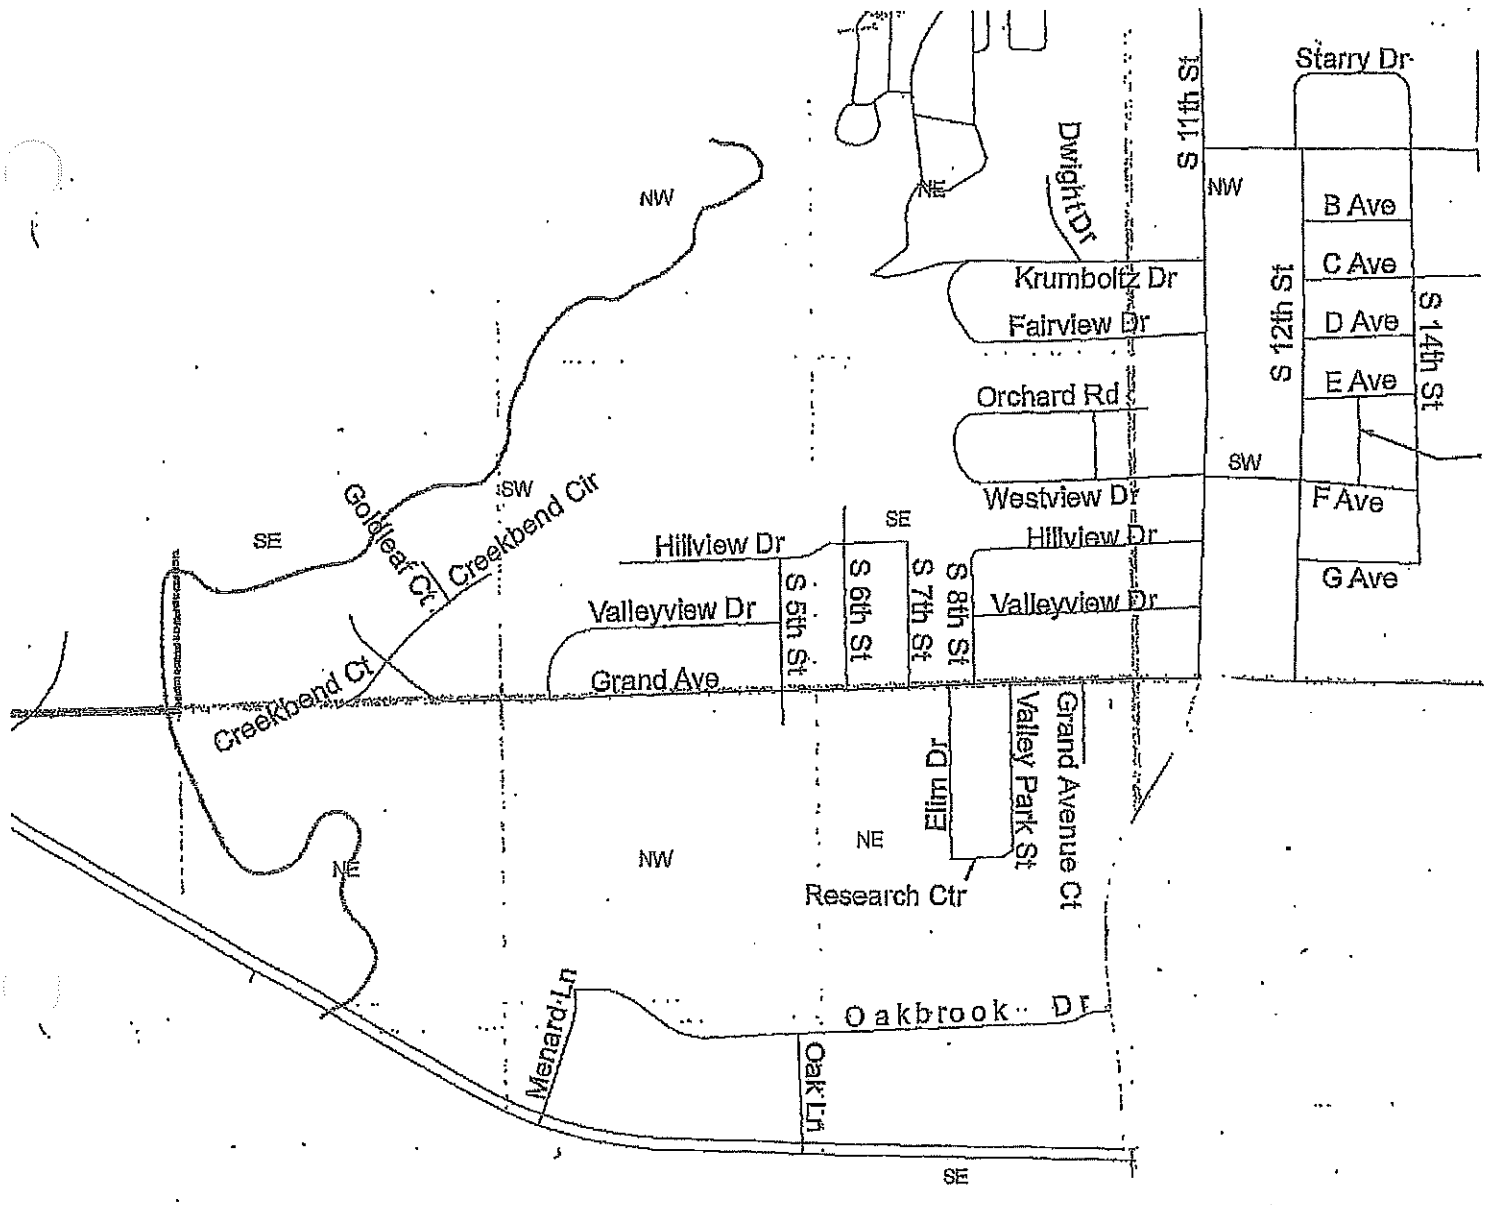 Starry Dr
S 11th St
Dwight Dr
NW
NE
NW
B Ave
C Ave
Krumboltz Dr
S 12th St
S 14th St
Fairview Dr
D Ave
E Ave
Orchard Rd
SW
SW
Westview Dr
F Ave
Goldleaf Ct
Creekbend Cir
SE
SE
Hillview Dr
Hillview Dr
G Ave
S 5th St
S 6th St
S 7th St
S 8th St
Valleyview Dr
Valleyview Dr
Creekbend Ct
Grand Ave
Elim Dr
Valley Park St
Grand Avenue Ct
NE
NW
NE
Research Ctr
Menard Ln
Oakbrook Dr
Oak Ln
SE